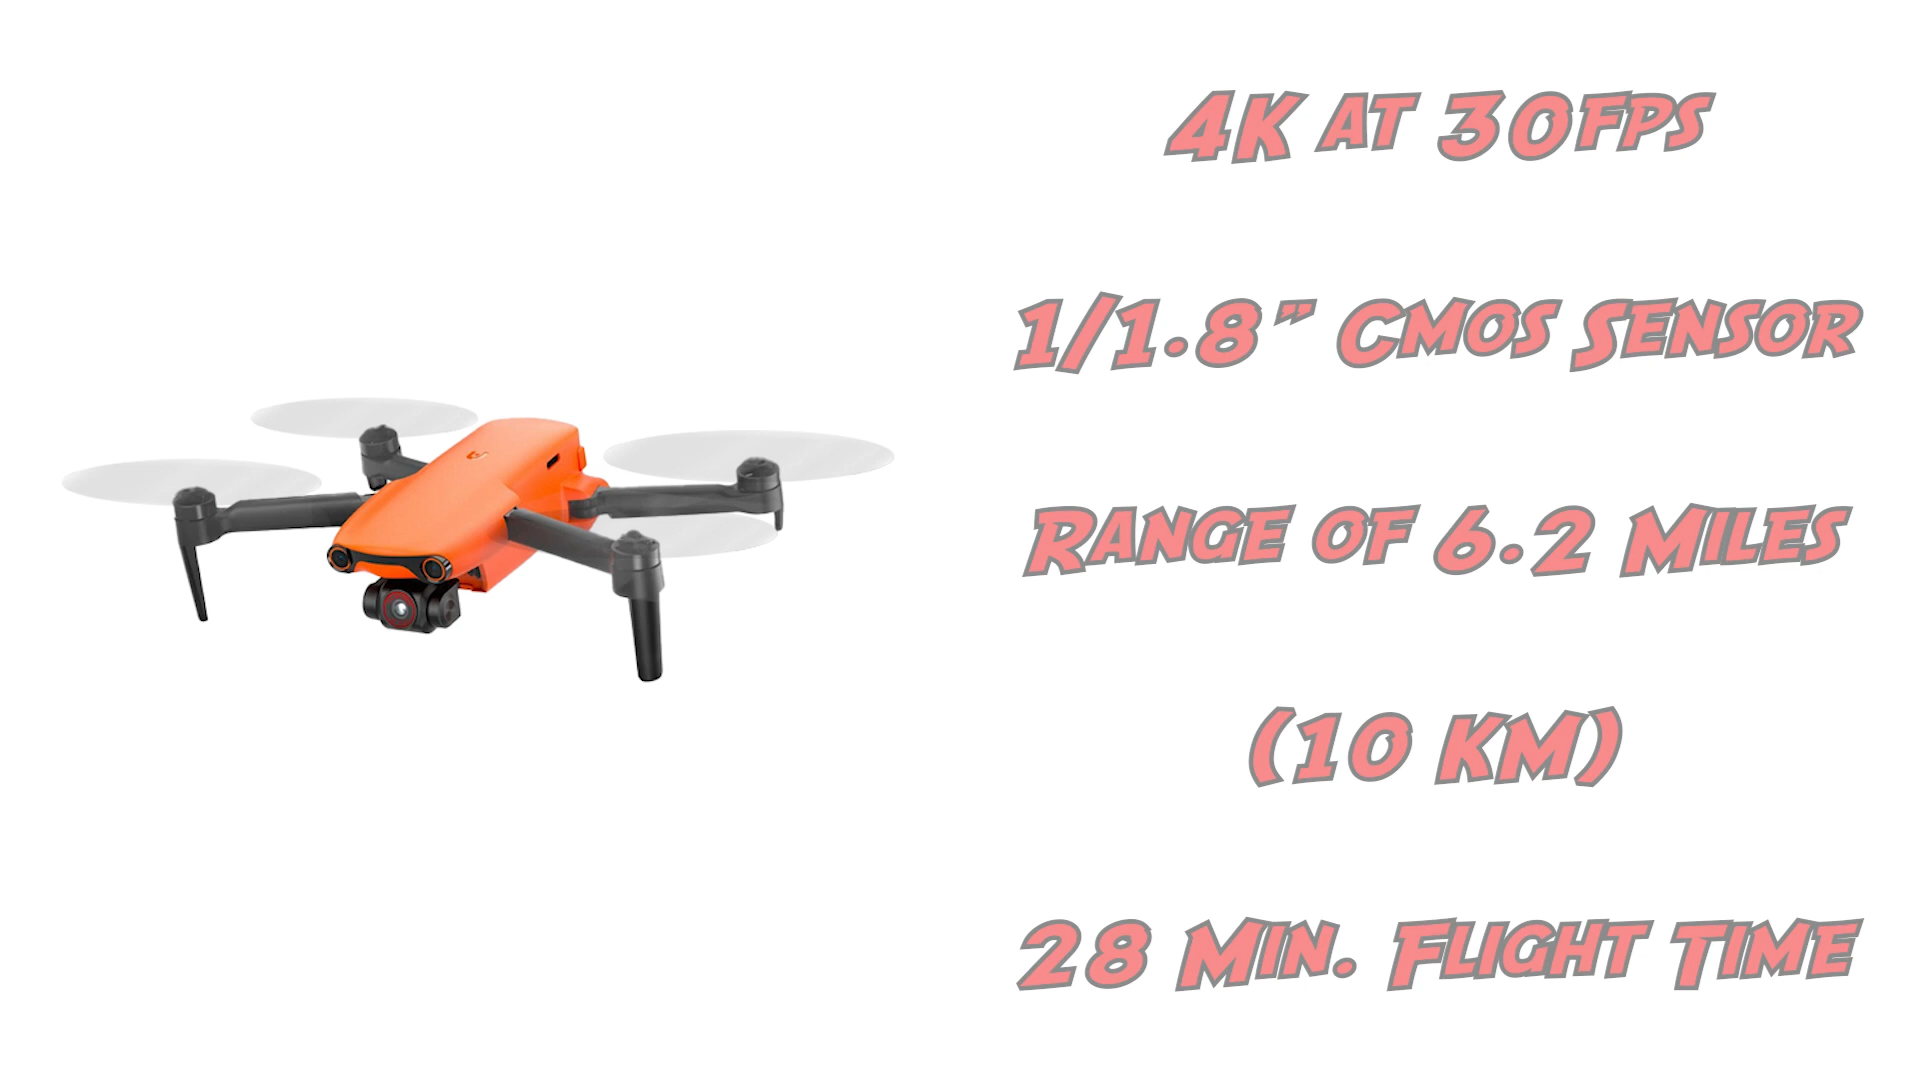 4K at 30fps
1/1.8" Cmos Sensor
Range of 6.2 Miles
(10 km)
28 Min. Flight Time